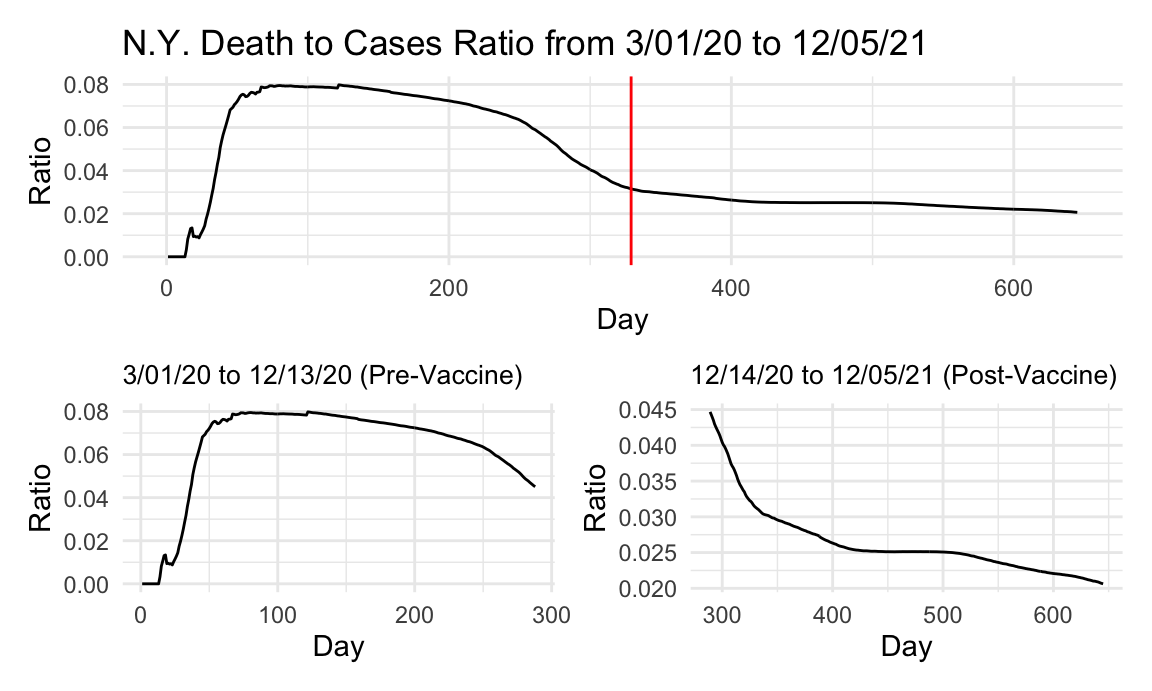 N.Y. Death to Cases Ratio from 3/01/20 to 12/05/21
0.08
0.06
0.04
0.02
0.00
Ratio
0 200 400 600
Day
3/01/20 to 12/13/20 (Pre-Vaccine)
0.08
0.06
0.04
0.02
0.00
Ratio
0 100 200 300
Day
12/14/20 to 12/05/21 (Post-Vaccine)
0.045
0.040
0.035
0.030
0.025
0.020
Ratio
300 400 500 600
Day